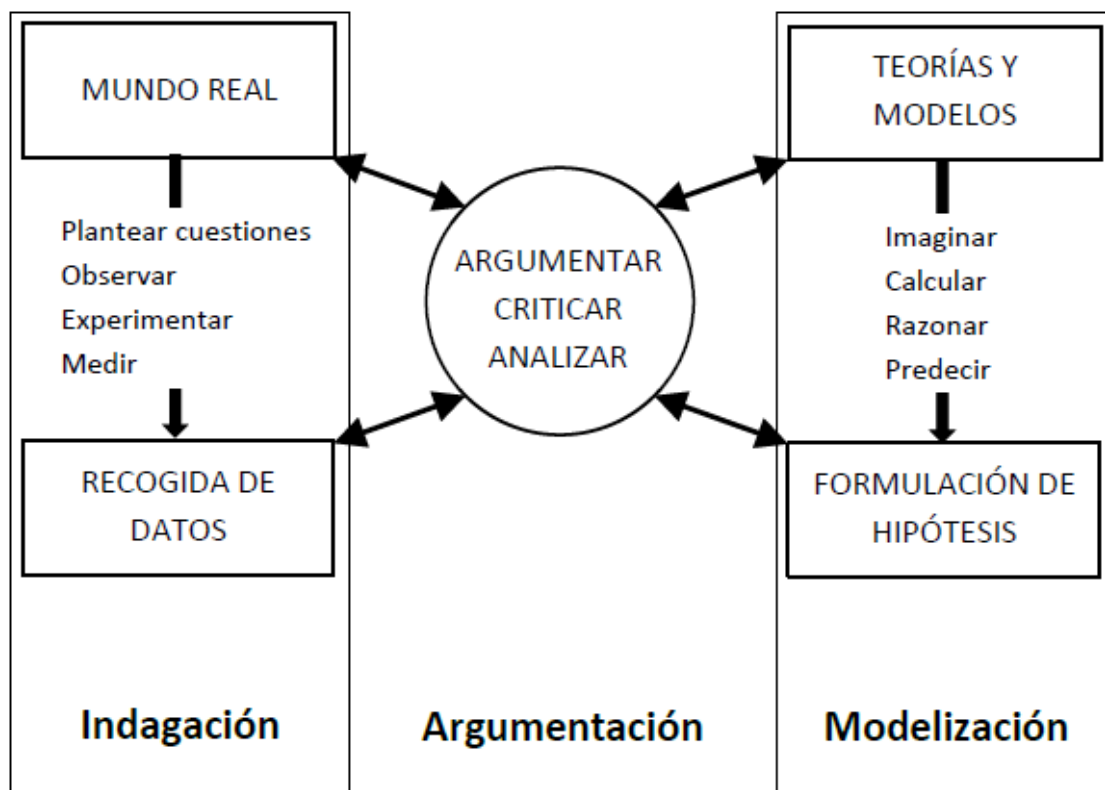 MUNDO REAL
Plantear cuestiones
Observar
Experimentar
Medir
RECOGIDA DE
DATOS
Indagación
ARGUMENTAR
CRITICAR
ANALIZAR
Argumentación
TEORÍAS Y
MODELOS
Imaginar
Calcular
Razonar
Predecir
FORMULACIÓN DE
HIPÓTESIS
Modelización